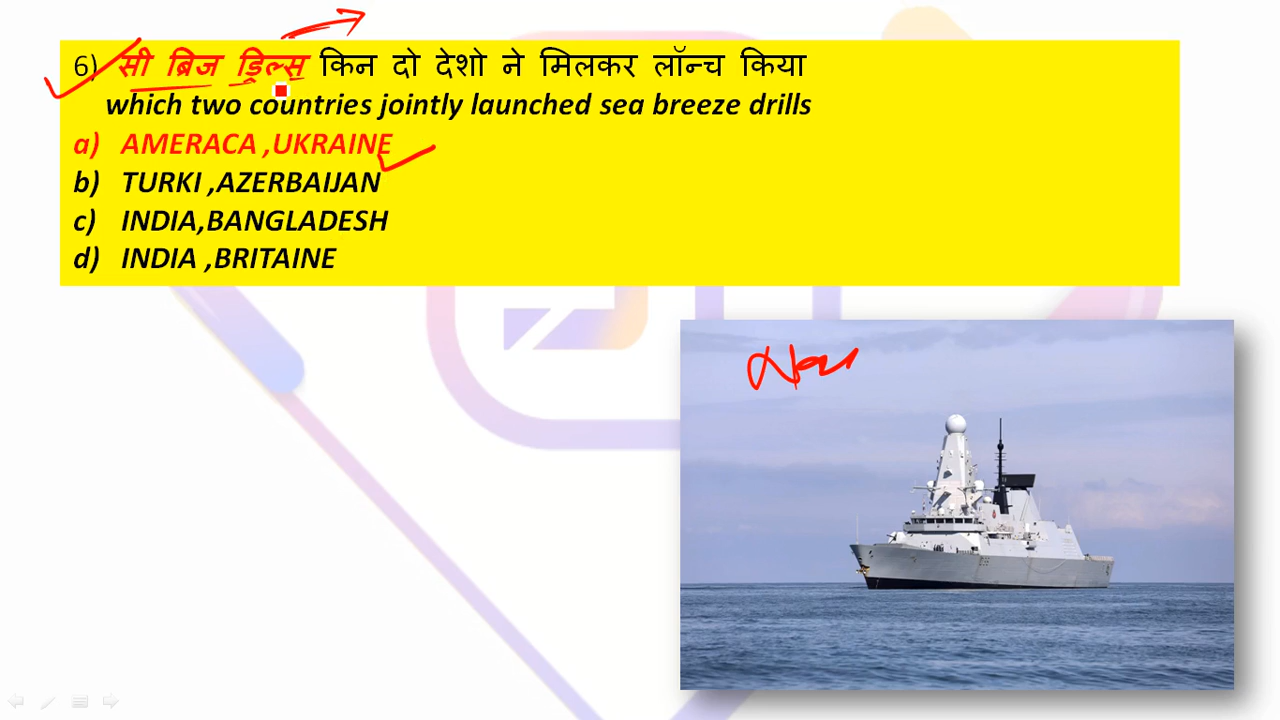 6) सी ब्रिज ड्रिल्स किन दो देशो ने मिलकर लॉन्च किया
which two countries jointly launched sea breeze drills
a) AMERACA ,UKRAINE
b) TURKI ,AZERBAIJAN
c) INDIA,BANGLADESH
d) INDIA ,BRITAINE